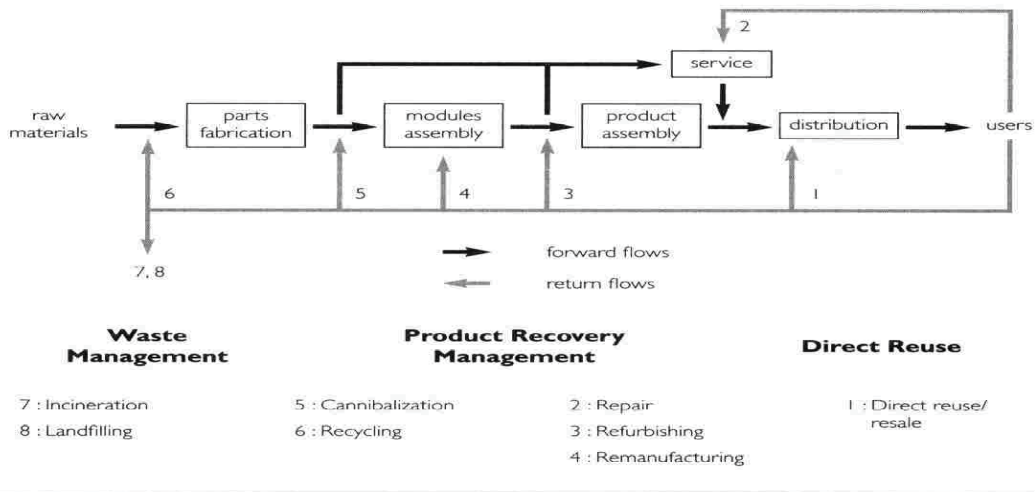 2
service
raw
materials
parts
fabrication
modules
assembly
product
assembly
distribution
users
6
5
4
3
1
7, 8
forward flows
return flows
Waste
Management
Product Recovery
Management
Direct Reuse
7 : Incineration
8 : Landfilling
5 : Cannibalization
6 : Recycling
2 : Repair
3 : Refurbishing
4 : Remanufacturing
1 : Direct reuse/
resale